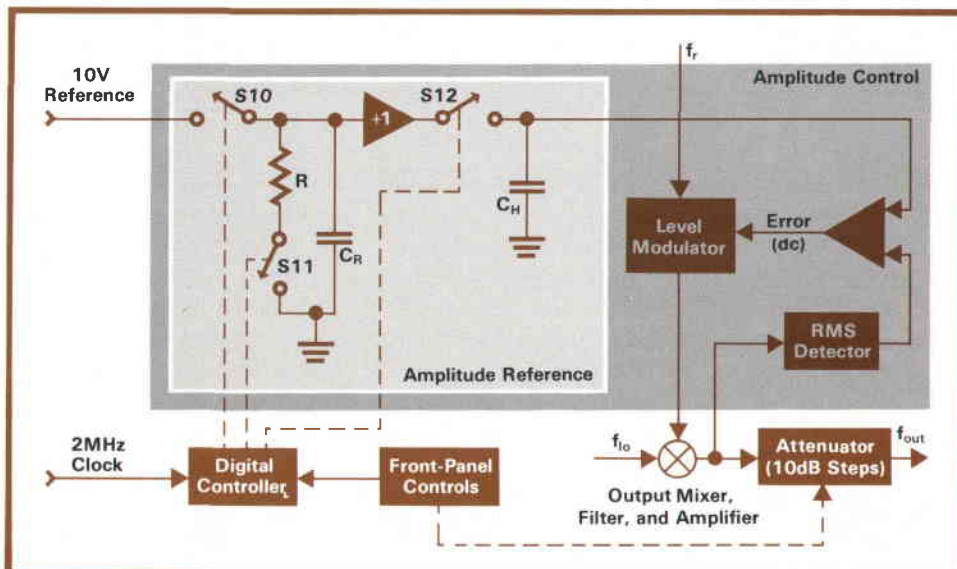 10V
Reference
S10
+1
S12
f_r
Amplitude Control
R
C_R
S11
C_H
Level
Modulator
Error
(dc)
RMS
Detector
Amplitude Reference
2MHz
Clock
Digital
Controller
Front-Panel
Controls
f_lo
Output Mixer,
Filter, and Amplifier
Attenuator
(10dB Steps)
f_out